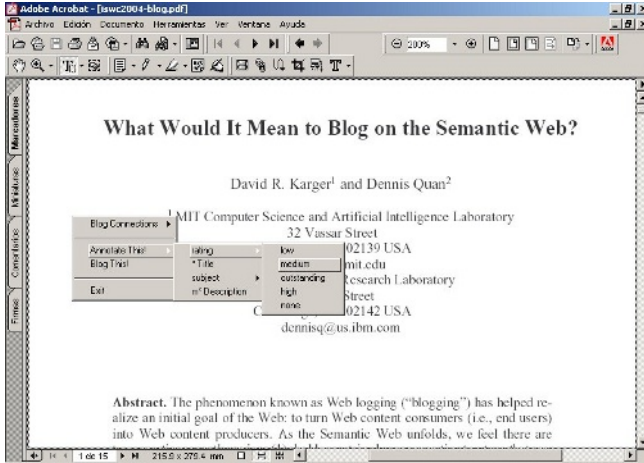 Adobe Acrobat - [iswc2004-blog.pdf]
Archivo Edición Documento Herramientas Ver Ventana Ayuda
200%
Marcadores
Miniaturas
Comentarios
Firmas
What Would It Mean to Blog on the Semantic Web?
David R. Karger1 and Dennis Quan2
1 MIT Computer Science and Artificial Intelligence Laboratory
32 Vassar Street
02139 USA
mit.edu
Research Laboratory
Street
C 02142 USA
dennisq@us.ibm.com
Blog Connections
Annotate This!
Blog This!
Exit
rating
* Title
subject
m* Description
low
medium
outstanding
high
none
Abstract. The phenomenon known as Web logging ("blogging") has helped re-
alize an initial goal of the Web: to turn Web content consumers (i.e., end users)
into Web content producers. As the Semantic Web unfolds, we feel there are
1 de 15 215.9 x 279.4 mm